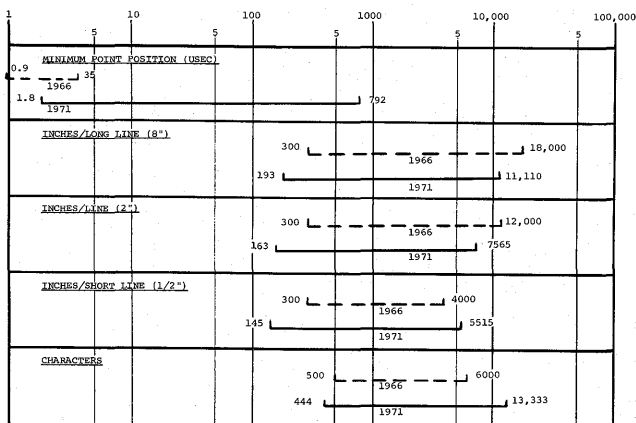 1 10 100 1000 10,000 100,000
5 5 5 5 5
MINIMUM POINT POSITION (USEC)
0.9 35
1966
1.8 792
1971
INCHES/LONG LINE (8")
300 18,000
1966
193 11,110
1971
INCHES/LINE (2")
300 12,000
1966
163 7565
1971
INCHES/SHORT LINE (1/2")
300 4000
1966
145 5515
1971
CHARACTERS
500 6000
1966
444 13,333
1971